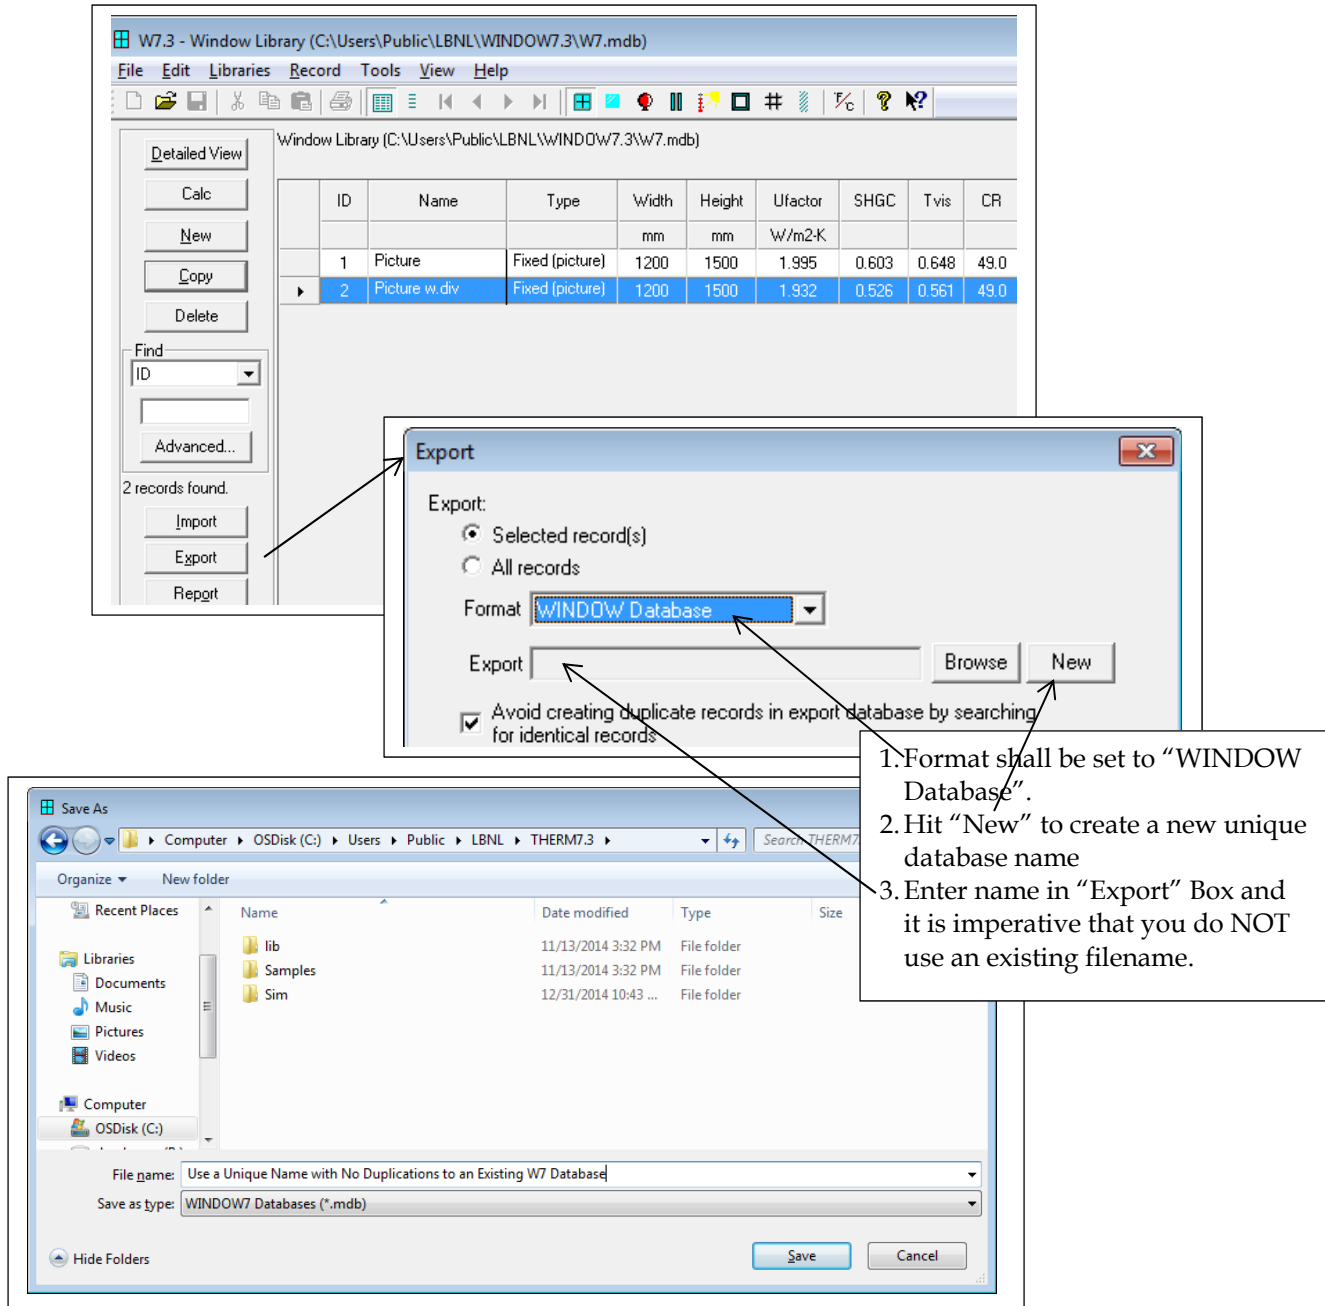 W7.3 - Window Library (C:\Users\Public\LBNL\WINDOW7.3\W7.mdb)
File Edit Libraries Record Tools View Help
Window Library (C:\Users\Public\LBNL\WINDOW7.3\W7.mdb)
Detailed View
Calc
New
Copy
Delete
Find
ID
Advanced...
2 records found.
Import
Export
Report
ID Name Type Width Height Ufactor SHGC Tvis CR
mm mm W/m2-K
1 Picture Fixed (picture) 1200 1500 1.995 0.603 0.648 49.0
2 Picture w.div Fixed (picture) 1200 1500 1.932 0.526 0.561 49.0
Export
Export:
Selected record(s)
All records
Format WINDOW Database
Export Browse New
Avoid creating duplicate records in export database by searching
for identical records
1. Format shall be set to “WINDOW
Database”.
2. Hit “New” to create a new unique
database name
3. Enter name in “Export” Box and
it is imperative that you do NOT
use an existing filename.
Save As
Computer OSDisk (C:) Users Public LBNL THERM7.3 Search
Organize New folder
Recent Places
Libraries
Documents
Music
Pictures
Videos
Computer
OSDisk (C:)
Name Date modified Type Size
lib 11/13/2014 3:32 PM File folder
Samples 11/13/2014 3:32 PM File folder
Sim 12/31/2014 10:43 ... File folder
File name: Use a Unique Name with No Duplications to an Existing W7 Database
Save as type: WINDOW7 Databases (*.mdb)
Hide Folders Save Cancel